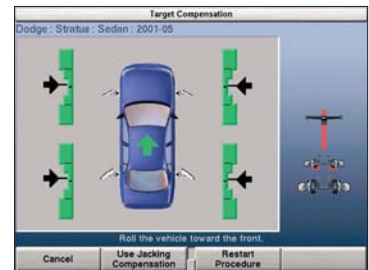 Target Compensation
Dodge : Stratus : Sedan : 2001-05
Roll the vehicle toward the front.
Cancel
Use Jacking
Compensation
Restart
Procedure